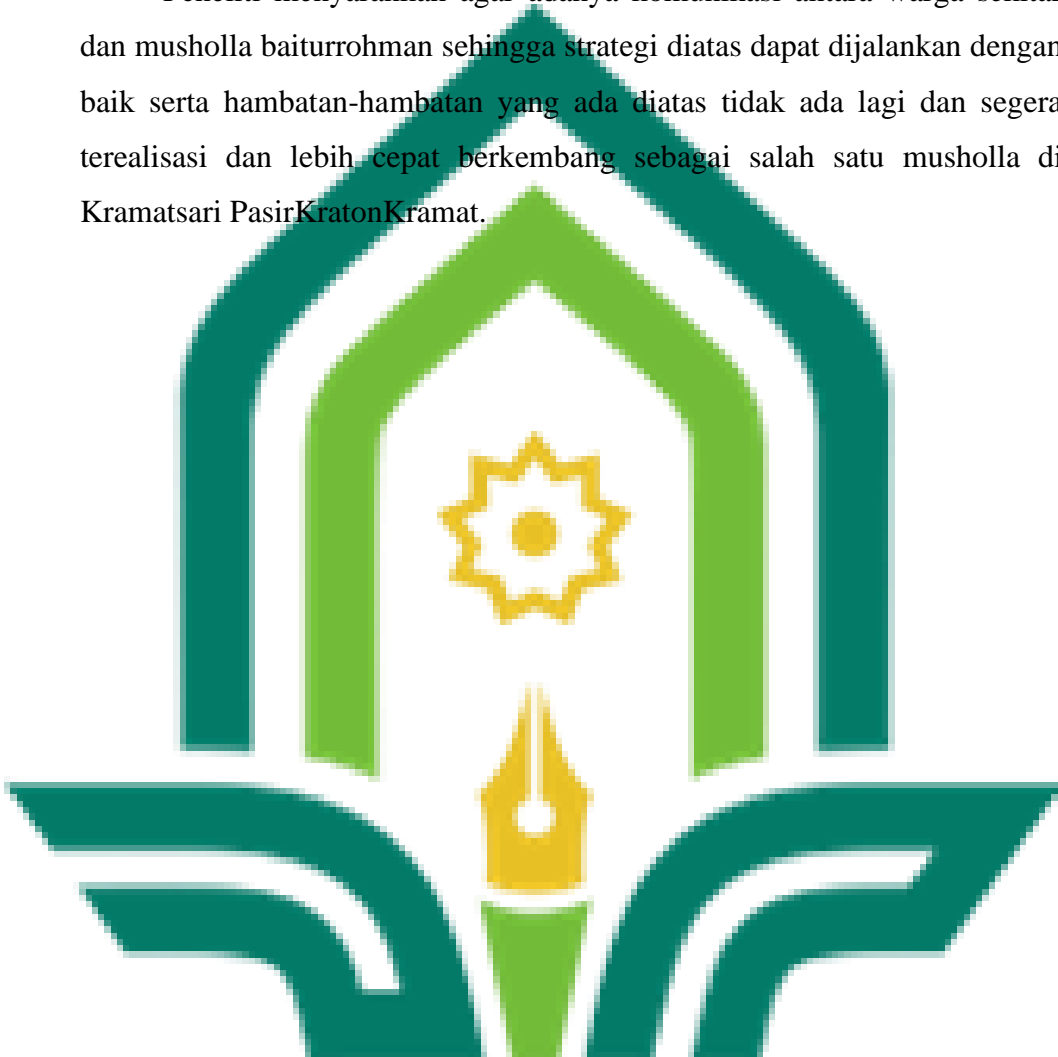 Peneliti menyarankan agar adanya komunikasi antara warga sekitar
dan musholla baiturrohman sehingga strategi diatas dapat dijalankan dengan
baik serta hambatan-hambatan yang ada diatas tidak ada lagi dan segera
terealisasi dan lebih cepat berkembang sebagai salah satu musholla di
Kramatsari PasirKratonKramat.